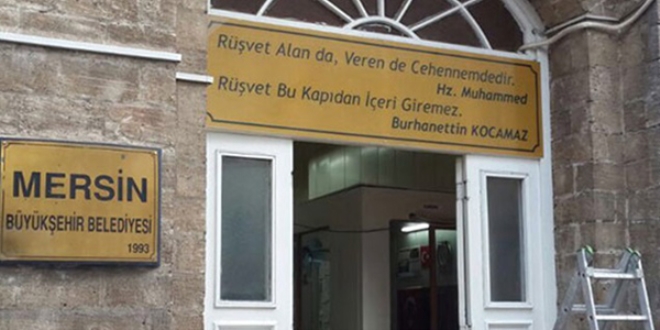 Rüşvet Alan da, Veren de Cehennemdedir.
Hz. Muhammed
Rüşvet Bu Kapıdan İçeri Giremez.
Burhanettin KOCAMAZ
MERSİN
BÜYÜKŞEHİR BELEDİYESİ
1993